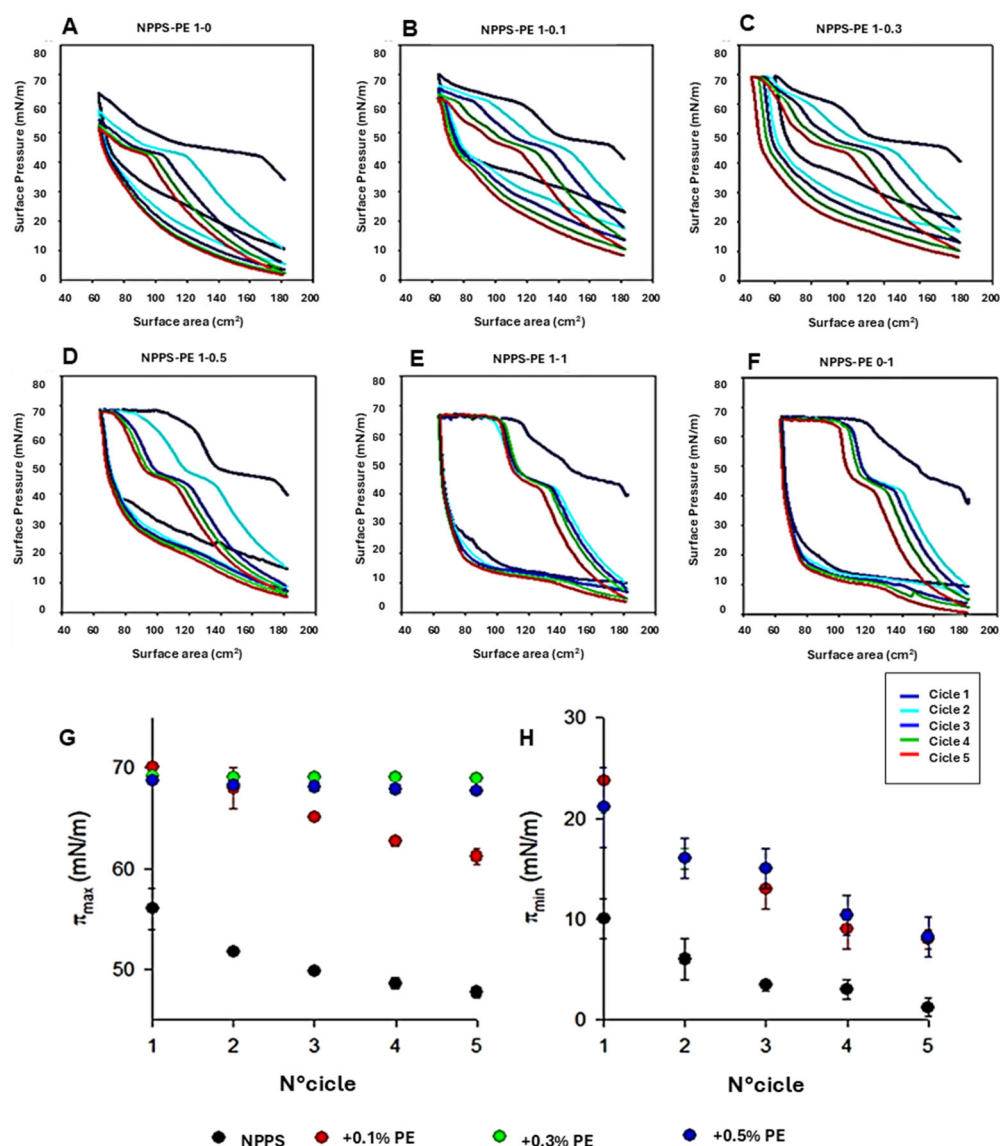 A NPPS-PE 1-0
B NPPS-PE 1-0.1
C NPPS-PE 1-0.3
Surface Pressure (mN/m)
80
70
60
50
40
30
20
10
0
40 60 80 100 120 140 160 180 200
Surface area (cm²)
Surface Pressure (mN/m)
80
70
60
50
40
30
20
10
0
40 60 80 100 120 140 160 180 200
Surface area (cm²)
Surface Pressure (mN/m)
80
70
60
50
40
30
20
10
0
40 60 80 100 120 140 160 180 200
Surface area (cm²)
D NPPS-PE 1-0.5
E NPPS-PE 1-1
F NPPS-PE 0-1
Surface Pressure (mN/m)
80
70
60
50
40
30
20
10
0
40 60 80 100 120 140 160 180 200
Surface area (cm²)
Surface Pressure (mN/m)
80
70
60
50
40
30
20
10
0
40 60 80 100 120 140 160 180 200
Surface area (cm²)
Surface Pressure (mN/m)
80
70
60
50
40
30
20
10
0
40 60 80 100 120 140 160 180 200
Surface area (cm²)
Cicle 1
Cicle 2
Cicle 3
Cicle 4
Cicle 5
G
πmax (mN/m)
70
60
50
1 2 3 4 5
N°cicle
H
πmin (mN/m)
30
20
10
0
1 2 3 4 5
N°cicle
NPPS +0.1% PE +0.3% PE +0.5% PE